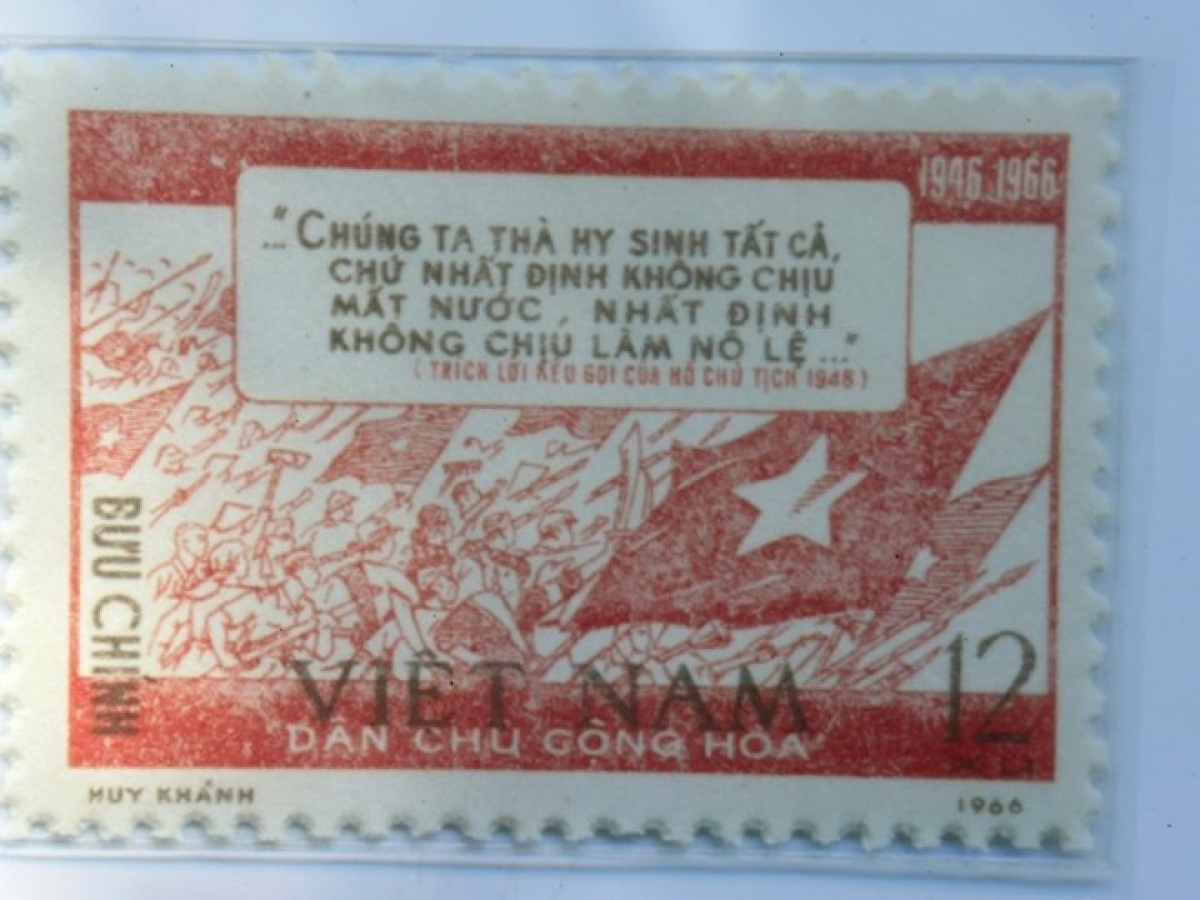 1946.1966
..."CHÚNG TA THÀ HY SINH TẤT CẢ,
CHỨ NHẤT ĐỊNH KHÔNG CHỊU
MẤT NƯỚC, NHẤT ĐỊNH
KHÔNG CHỊU LÀM NÔ LỆ..."
(TRÍCH LỜI KÊU GỌI CỦA HỒ CHỦ TỊCH 1946)
BƯU CHÍNH
VIỆT NAM
DÂN CHỦ CỘNG HÒA
12
XU
HUY KHÁNH
1966